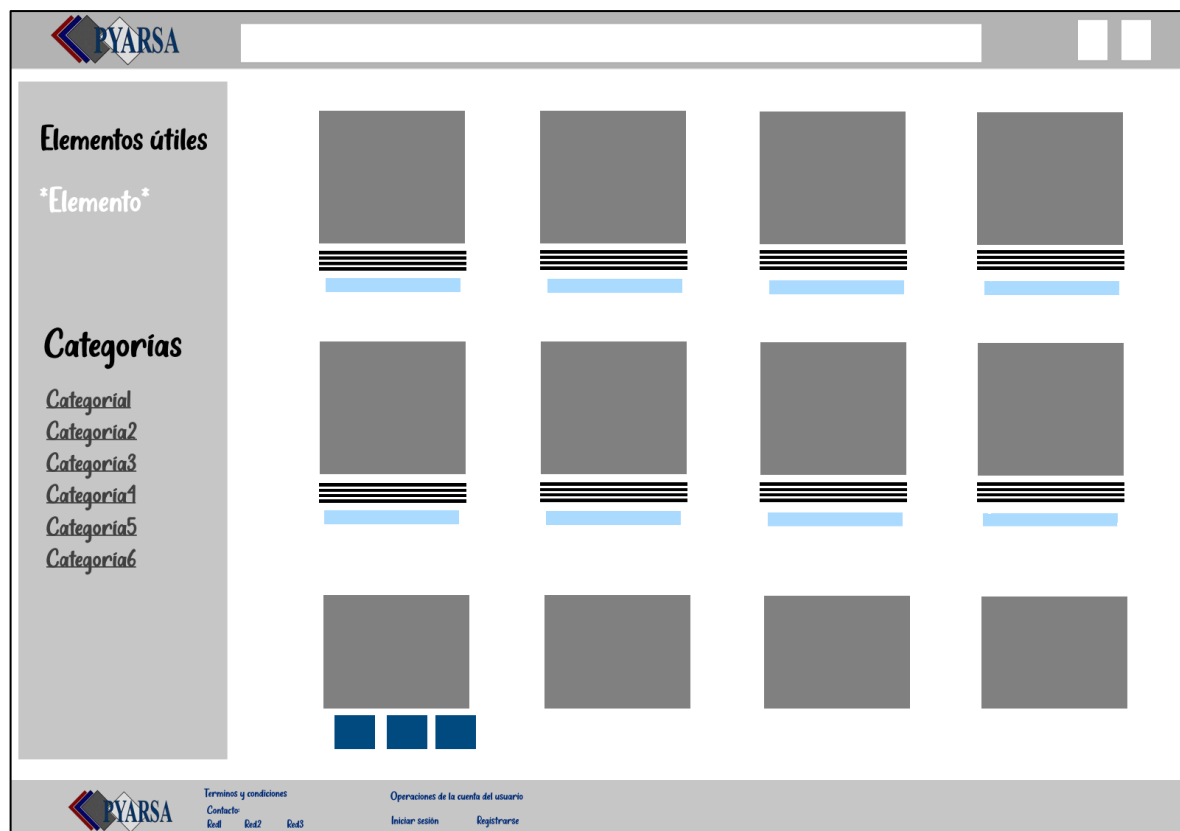 PYARSA
Elementos útiles
*Elemento*
Categorías
Categoría1
Categoría2
Categoría3
Categoría4
Categoría5
Categoría6
PYARSA
Terminos y condiciones
Contacto:
Red1 Red2 Red3
Operaciones de la cuenta del usuario
Iniciar sesión Registrarse